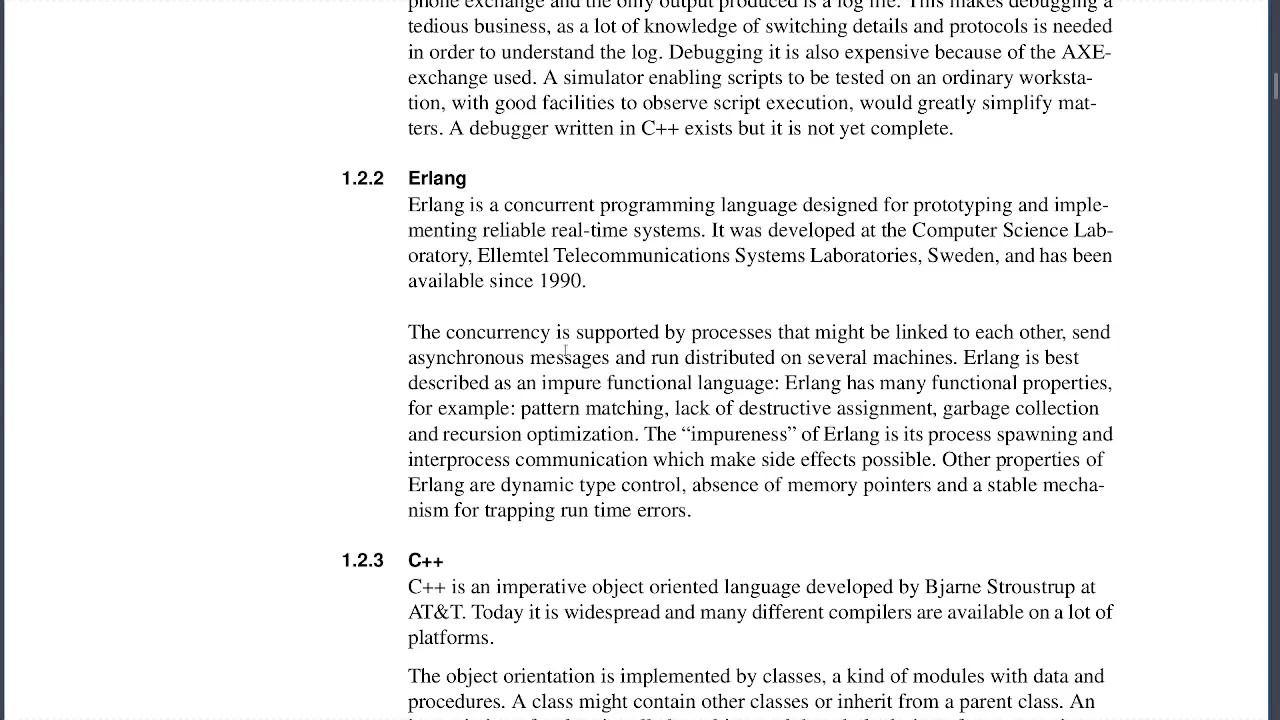 phone exchange and the only output produced is a log file. This makes debugging a
tedious business, as a lot of knowledge of switching details and protocols is needed
in order to understand the log. Debugging it is also expensive because of the AXE-
exchange used. A simulator enabling scripts to be tested on an ordinary worksta-
tion, with good facilities to observe script execution, would greatly simplify mat-
ters. A debugger written in C++ exists but it is not yet complete.
1.2.2 Erlang
Erlang is a concurrent programming language designed for prototyping and imple-
menting reliable real-time systems. It was developed at the Computer Science Lab-
oratory, Ellemtel Telecommunications Systems Laboratories, Sweden, and has been
available since 1990.
The concurrency is supported by processes that might be linked to each other, send
asynchronous messages and run distributed on several machines. Erlang is best
described as an impure functional language: Erlang has many functional properties,
for example: pattern matching, lack of destructive assignment, garbage collection
and recursion optimization. The “impureness” of Erlang is its process spawning and
interprocess communication which make side effects possible. Other properties of
Erlang are dynamic type control, absence of memory pointers and a stable mecha-
nism for trapping run time errors.
1.2.3 C++
C++ is an imperative object oriented language developed by Bjarne Stroustrup at
AT&T. Today it is widespread and many different compilers are available on a lot of
platforms.
The object orientation is implemented by classes, a kind of modules with data and
procedures. A class might contain other classes or inherit from a parent class. An